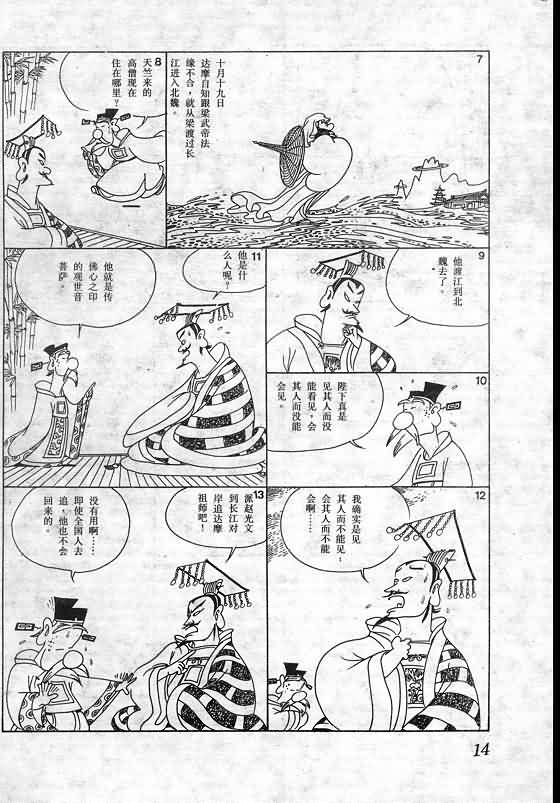 7
十月十九日
达摩自知跟梁武帝法
缘不合，就从梁渡过长
江进入北魏。
8
天竺来的
高僧现在
住在哪里？
9
他渡江到北
魏去了。
10
陛下真是
见其人而没
能看见，会
其人而没能
会见。
11
他是什
么人呢？
他就是传
佛心之印
的观世音
菩萨。
12
我确实是见
其人而不能见；
会其人而不能
会啊……
13
派赵光文
到长江对
岸追达摩
祖师吧！
没有用啊……
即使全国人去
追，他也不会
回来的。
14